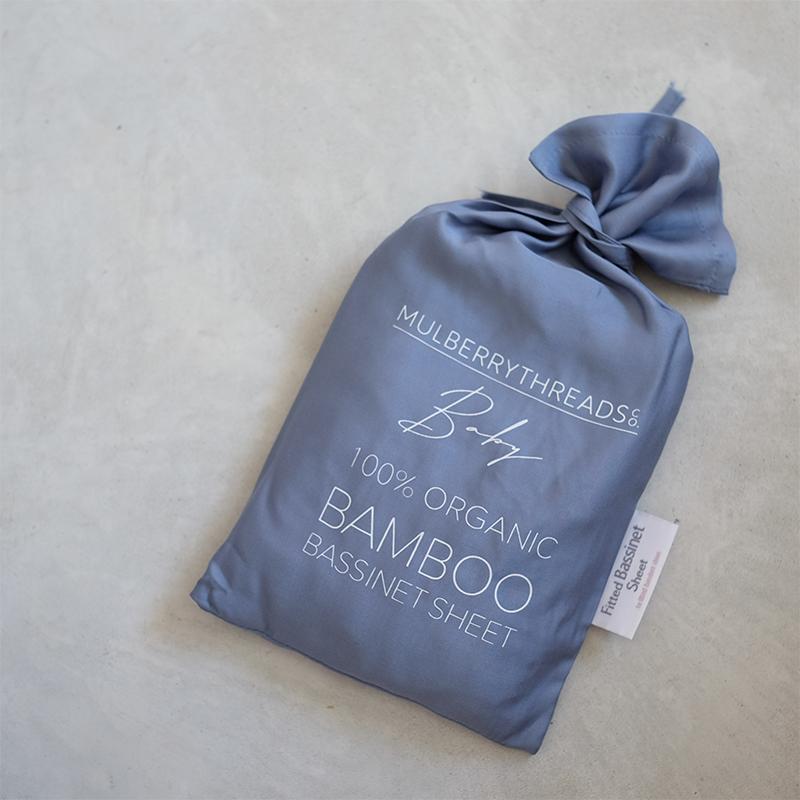 MULBERRYTHREADS CO.
Baby
100% ORGANIC
BAMBOO
BASSINET SHEET
Fitted Bassinet
Sheet